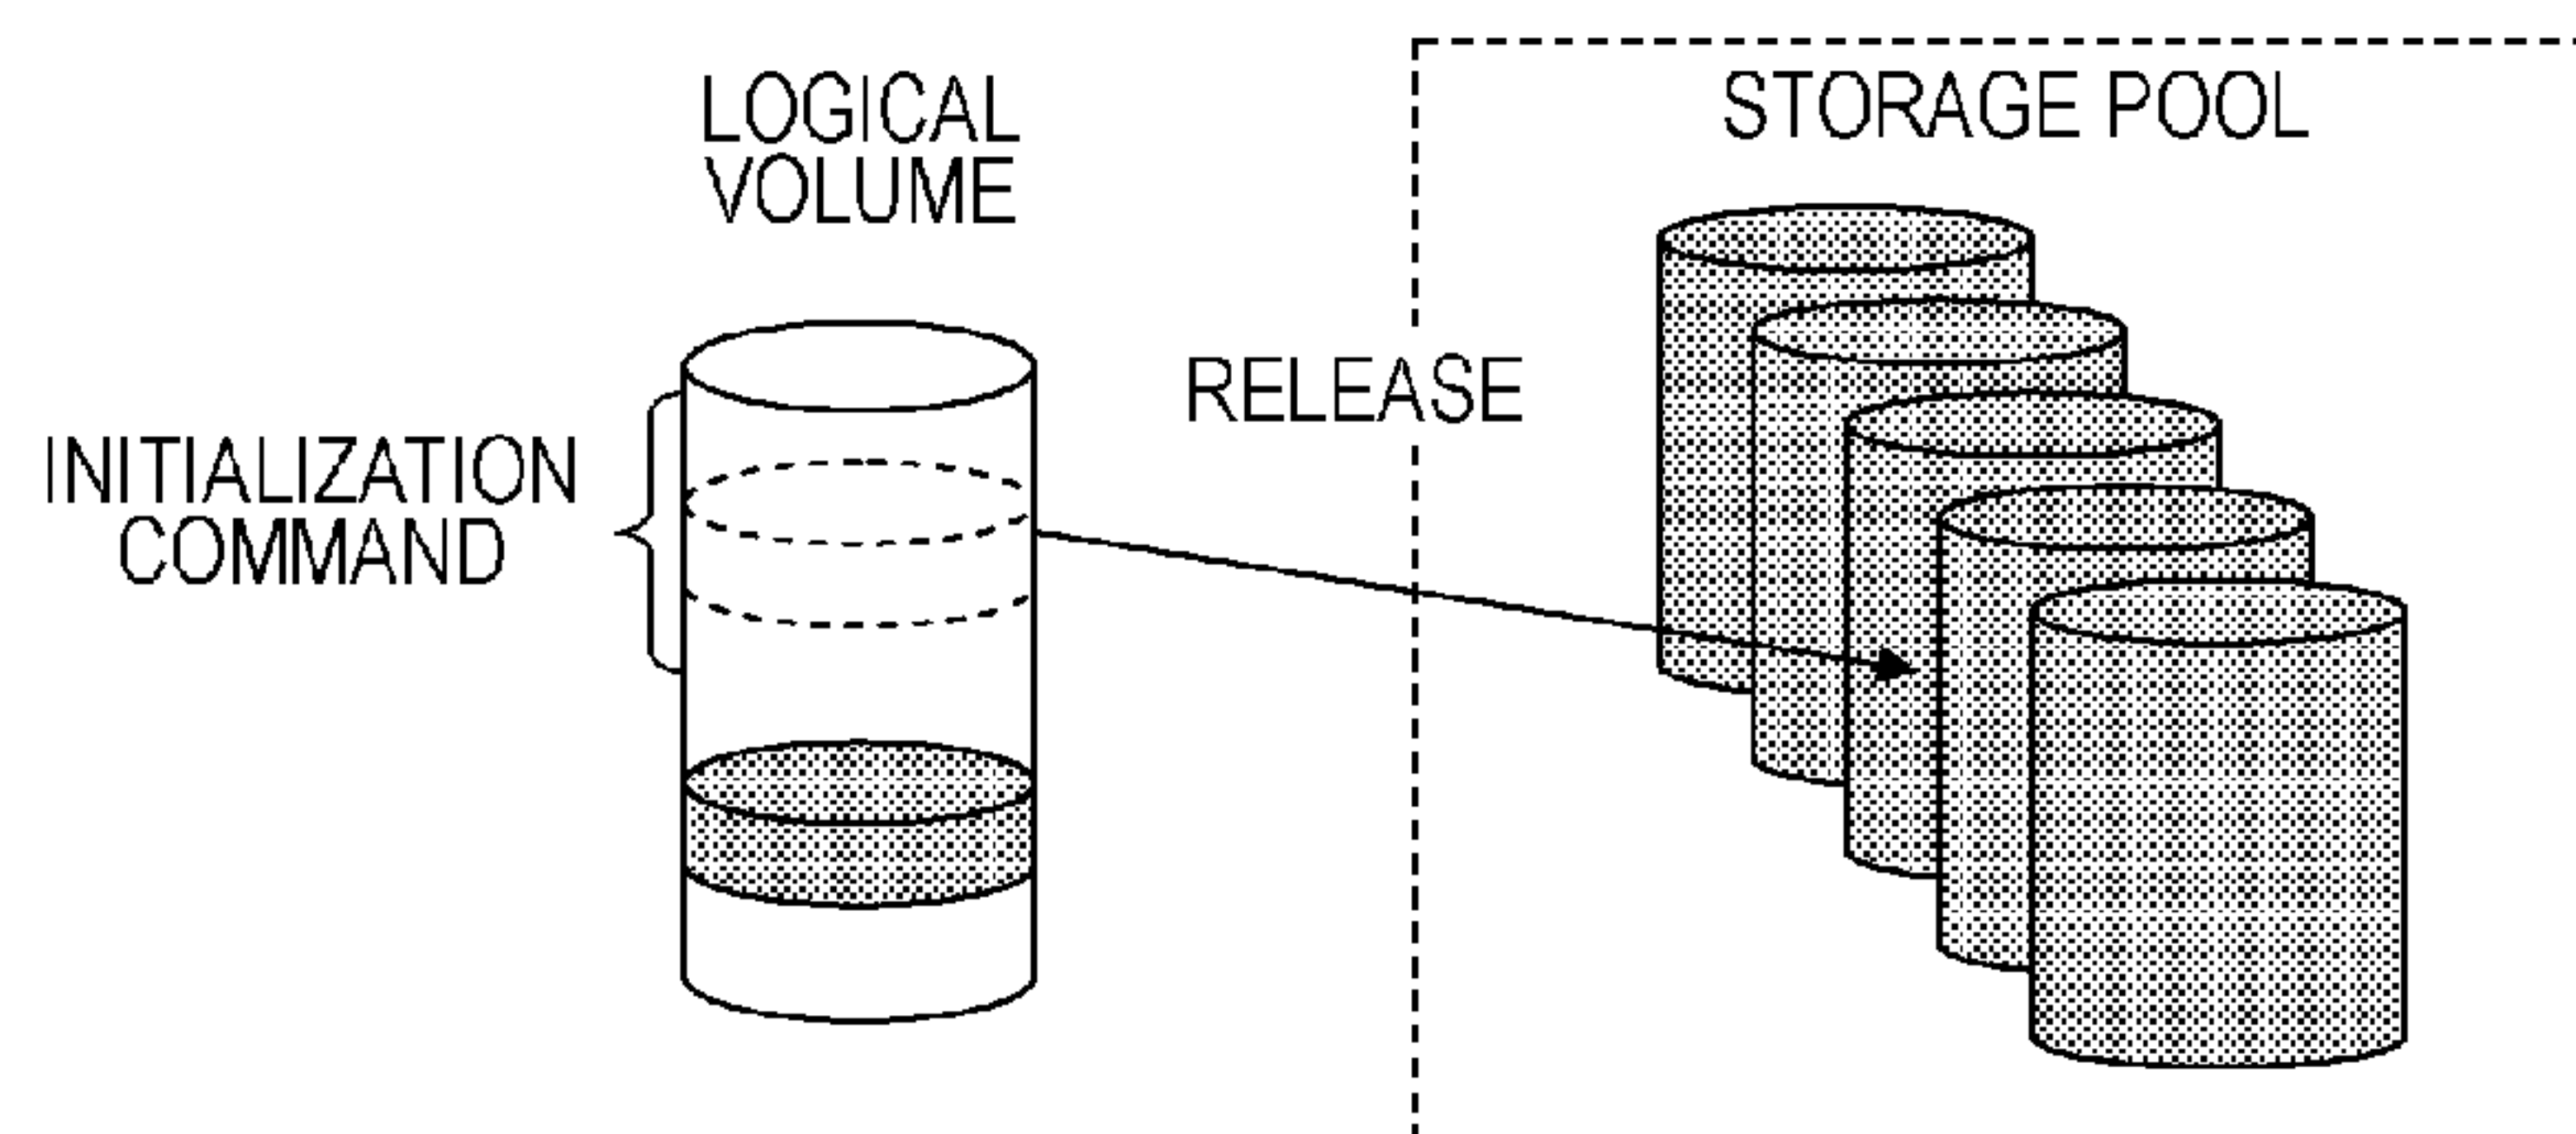 LOGICAL
VOLUME
STORAGE POOL
RELEASE
INITIALIZATION
COMMAND